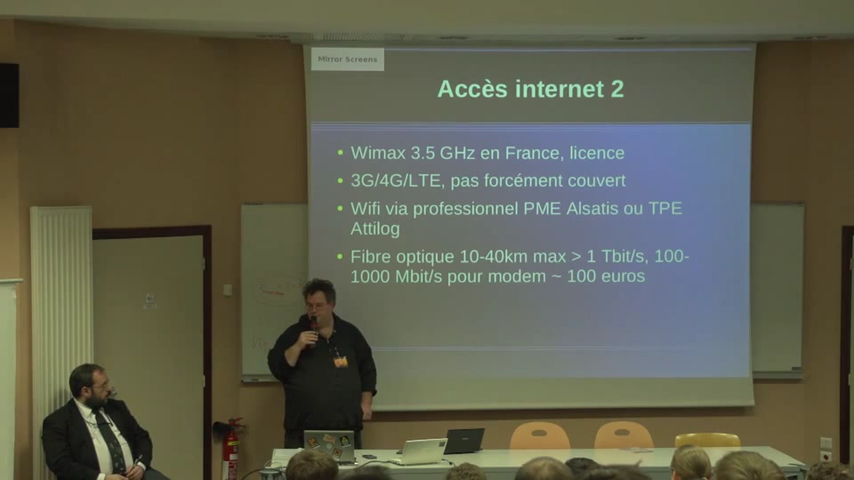 Mirror Screens
Accès internet 2
• Wimax 3.5 GHz en France, licence
• 3G/4G/LTE, pas forcément couvert
• Wifi via professionnel PME Alsatis ou TPE
Attilog
• Fibre optique 10-40km max > 1 Tbit/s, 100-
1000 Mbit/s pour modem ~ 100 euros